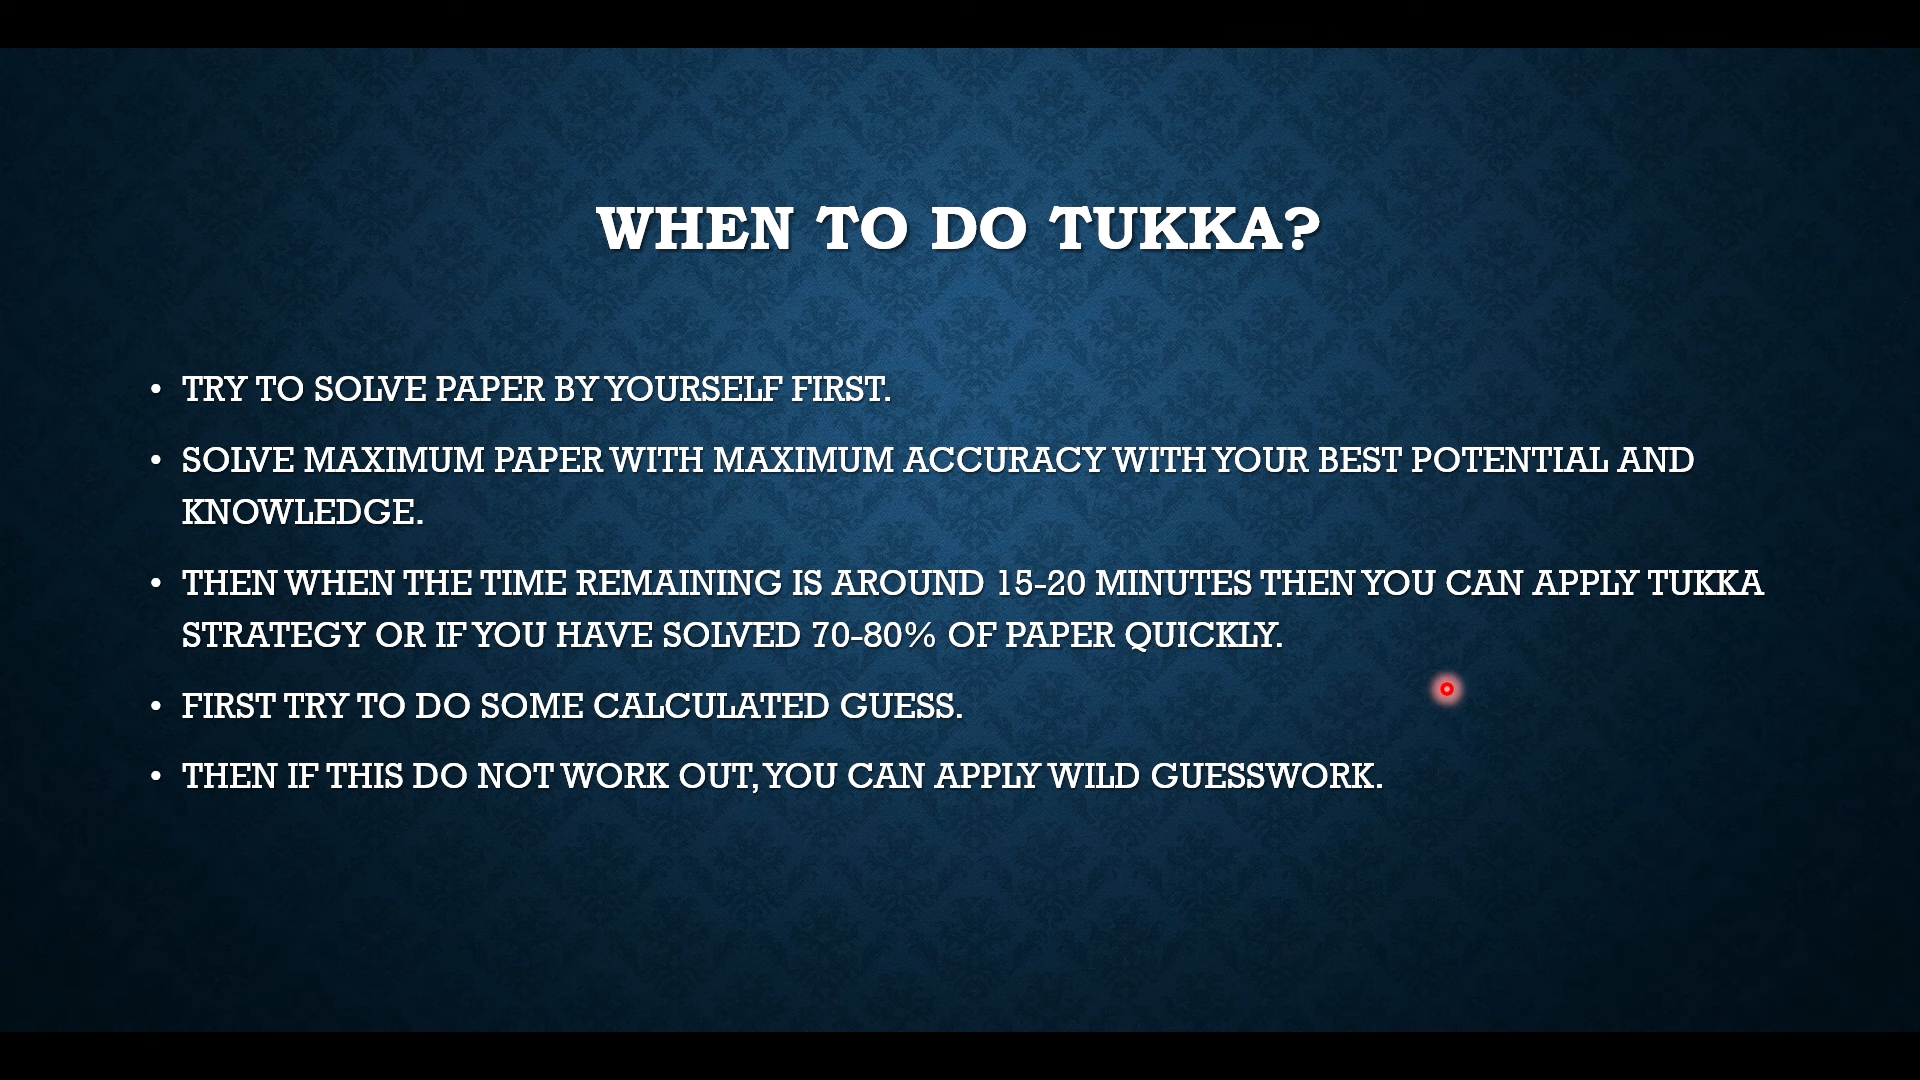 WHEN TO DO TUKKA?
• TRY TO SOLVE PAPER BY YOURSELF FIRST.
• SOLVE MAXIMUM PAPER WITH MAXIMUM ACCURACY WITH YOUR BEST POTENTIAL AND
KNOWLEDGE.
• THEN WHEN THE TIME REMAINING IS AROUND 15-20 MINUTES THEN YOU CAN APPLY TUKKA
STRATEGY OR IF YOU HAVE SOLVED 70-80% OF PAPER QUICKLY.
• FIRST TRY TO DO SOME CALCULATED GUESS.
• THEN IF THIS DO NOT WORK OUT, YOU CAN APPLY WILD GUESSWORK.